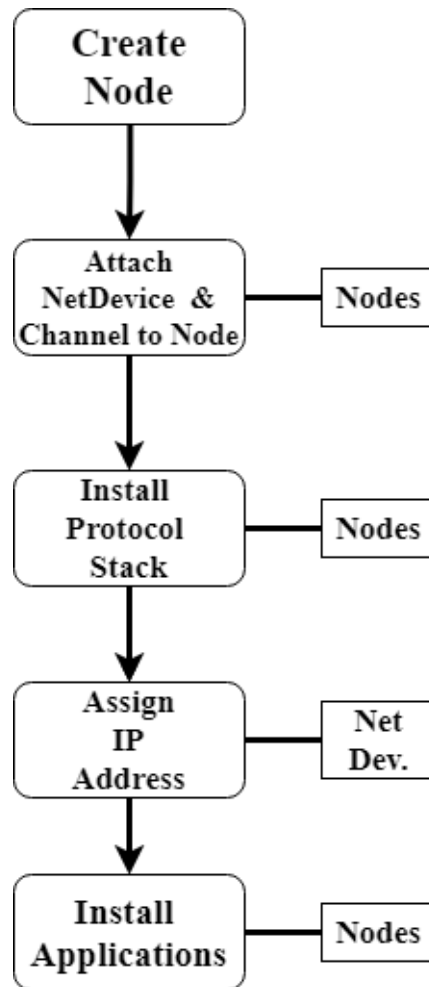 Create
Node
Attach
NetDevice &
Channel to Node
Nodes
Install
Protocol
Stack
Nodes
Assign
IP
Address
Net
Dev.
Install
Applications
Nodes